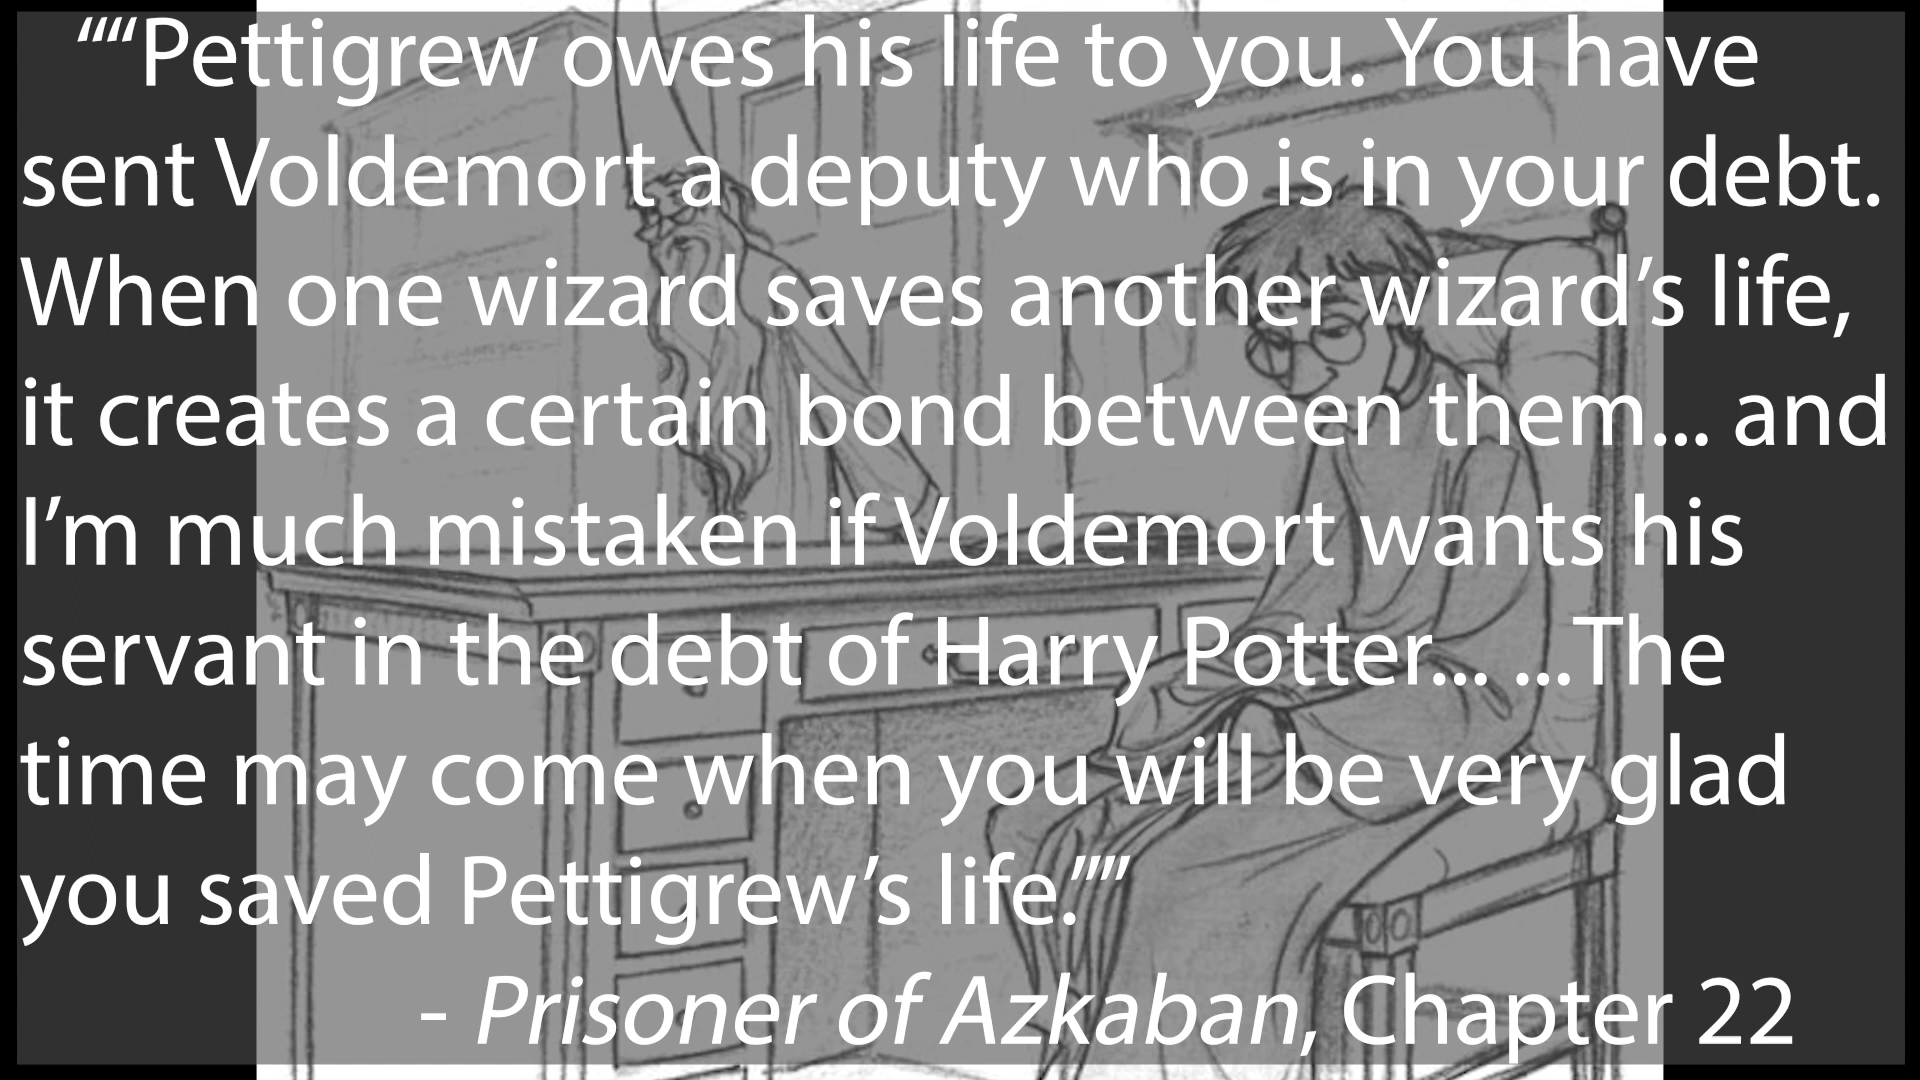 ““Pettigrew owes his life to you. You have
sent Voldemort a deputy who is in your debt.
When one wizard saves another wizard’s life,
it creates a certain bond between them... and
I’m much mistaken if Voldemort wants his
servant in the debt of Harry Potter... ...The
time may come when you will be very glad
you saved Pettigrew’s life.””
- Prisoner of Azkaban, Chapter 22